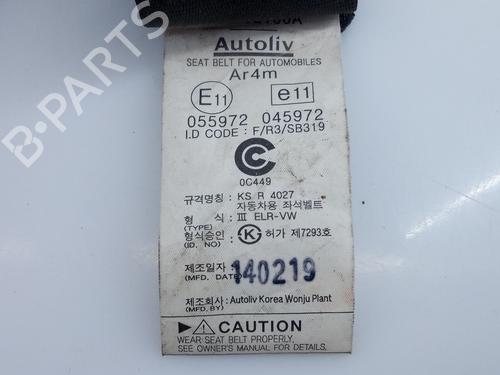 Autoliv
SEAT BELT FOR AUTOMOBILES
Ar4m
E11 e11
055972 045972
I.D CODE : F/R3/SB319
C
0C449
규격명칭 : KS R 4027
자동차용 좌석벨트
형 식 : Ⅲ ELR-VW
(TYPE)
형식승인 : K 허가 제7293호
(ID. NO)
제조일자 : 140219
(MFD. DATE)
제조회사 : Autoliv Korea Wonju Plant
(MFD. BY)
CAUTION
WEAR SEAT BELT PROPERLY.
SEE OWNER'S MANUAL FOR DETAILS.
B-PARTS